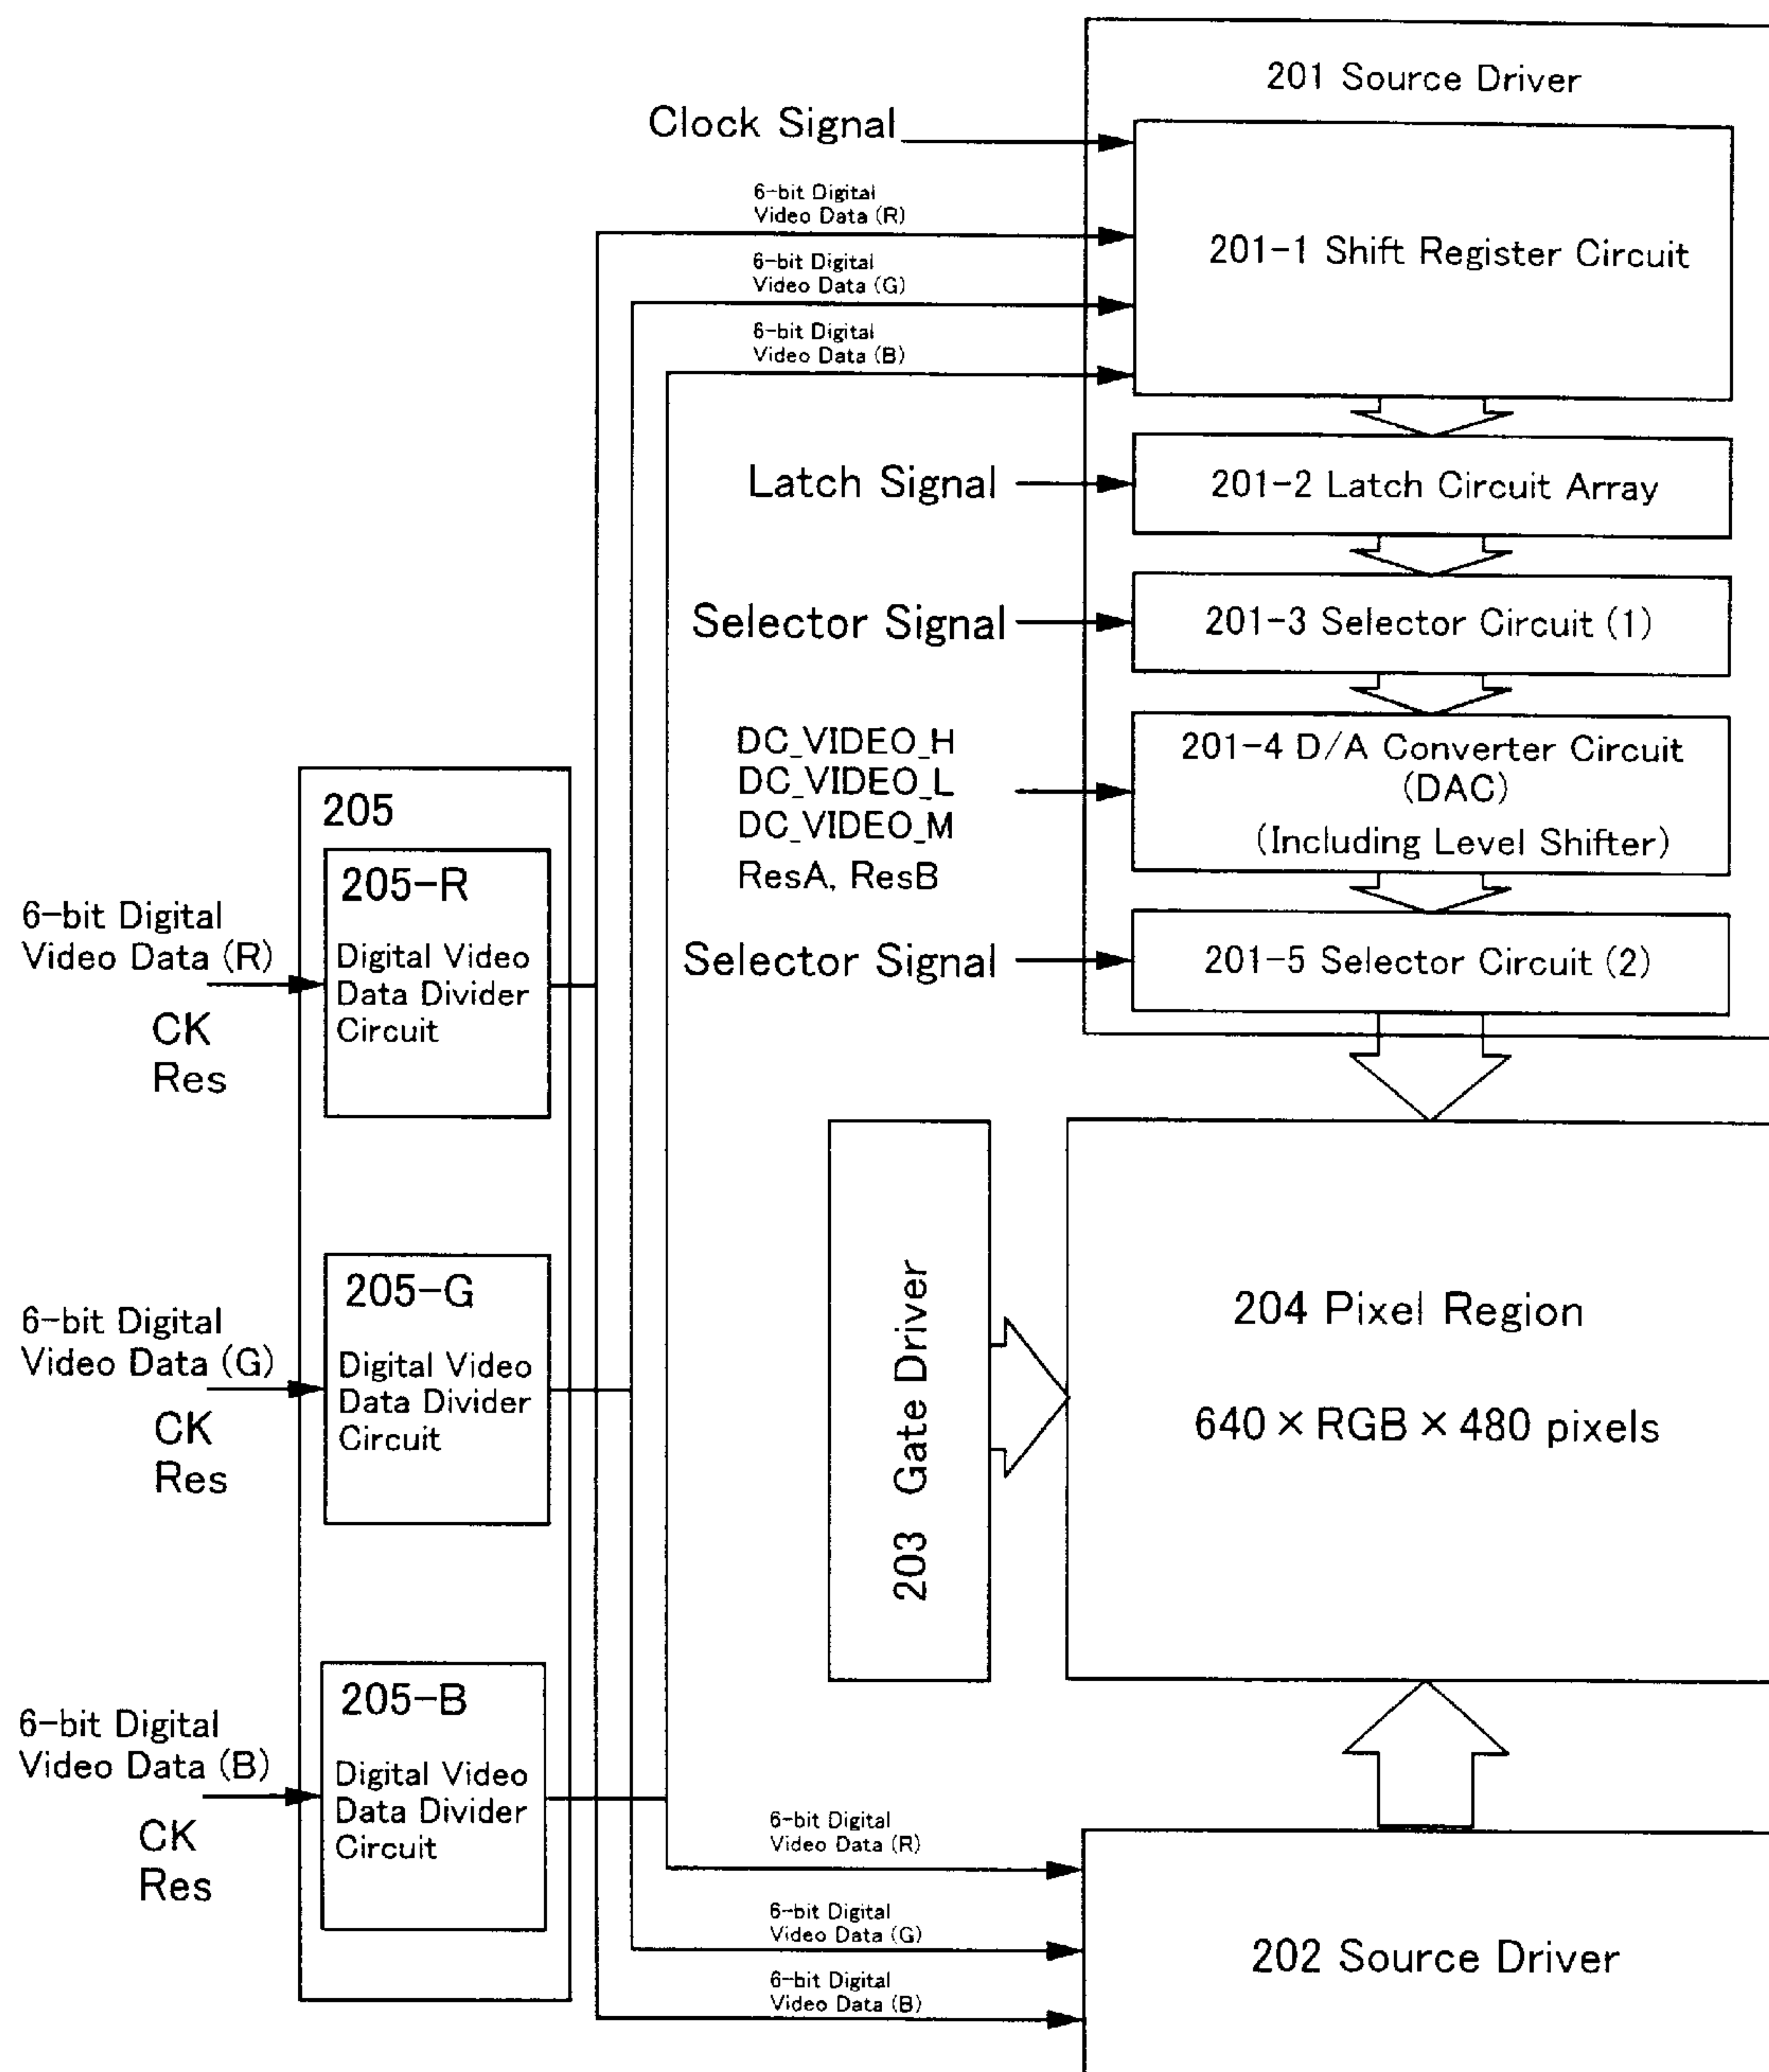 201 Source Driver
Clock Signal
6-bit Digital
Video Data (R)
201-1 Shift Register Circuit
6-bit Digital
Video Data (G)
6-bit Digital
Video Data (B)
Latch Signal
201-2 Latch Circuit Array
Selector Signal
201-3 Selector Circuit (1)
DC_VIDEO_H
DC_VIDEO_L
DC_VIDEO_M
ResA, ResB
201-4 D/A Converter Circuit
(DAC)
(Including Level Shifter)
Selector Signal
201-5 Selector Circuit (2)
205
205-R
Digital Video
Data Divider
Circuit
6-bit Digital
Video Data (R)
CK
Res
205-G
Digital Video
Data Divider
Circuit
6-bit Digital
Video Data (G)
CK
Res
205-B
Digital Video
Data Divider
Circuit
6-bit Digital
Video Data (B)
CK
Res
203 Gate Driver
204 Pixel Region
640 × RGB × 480 pixels
6-bit Digital
Video Data (R)
6-bit Digital
Video Data (G)
6-bit Digital
Video Data (B)
202 Source Driver